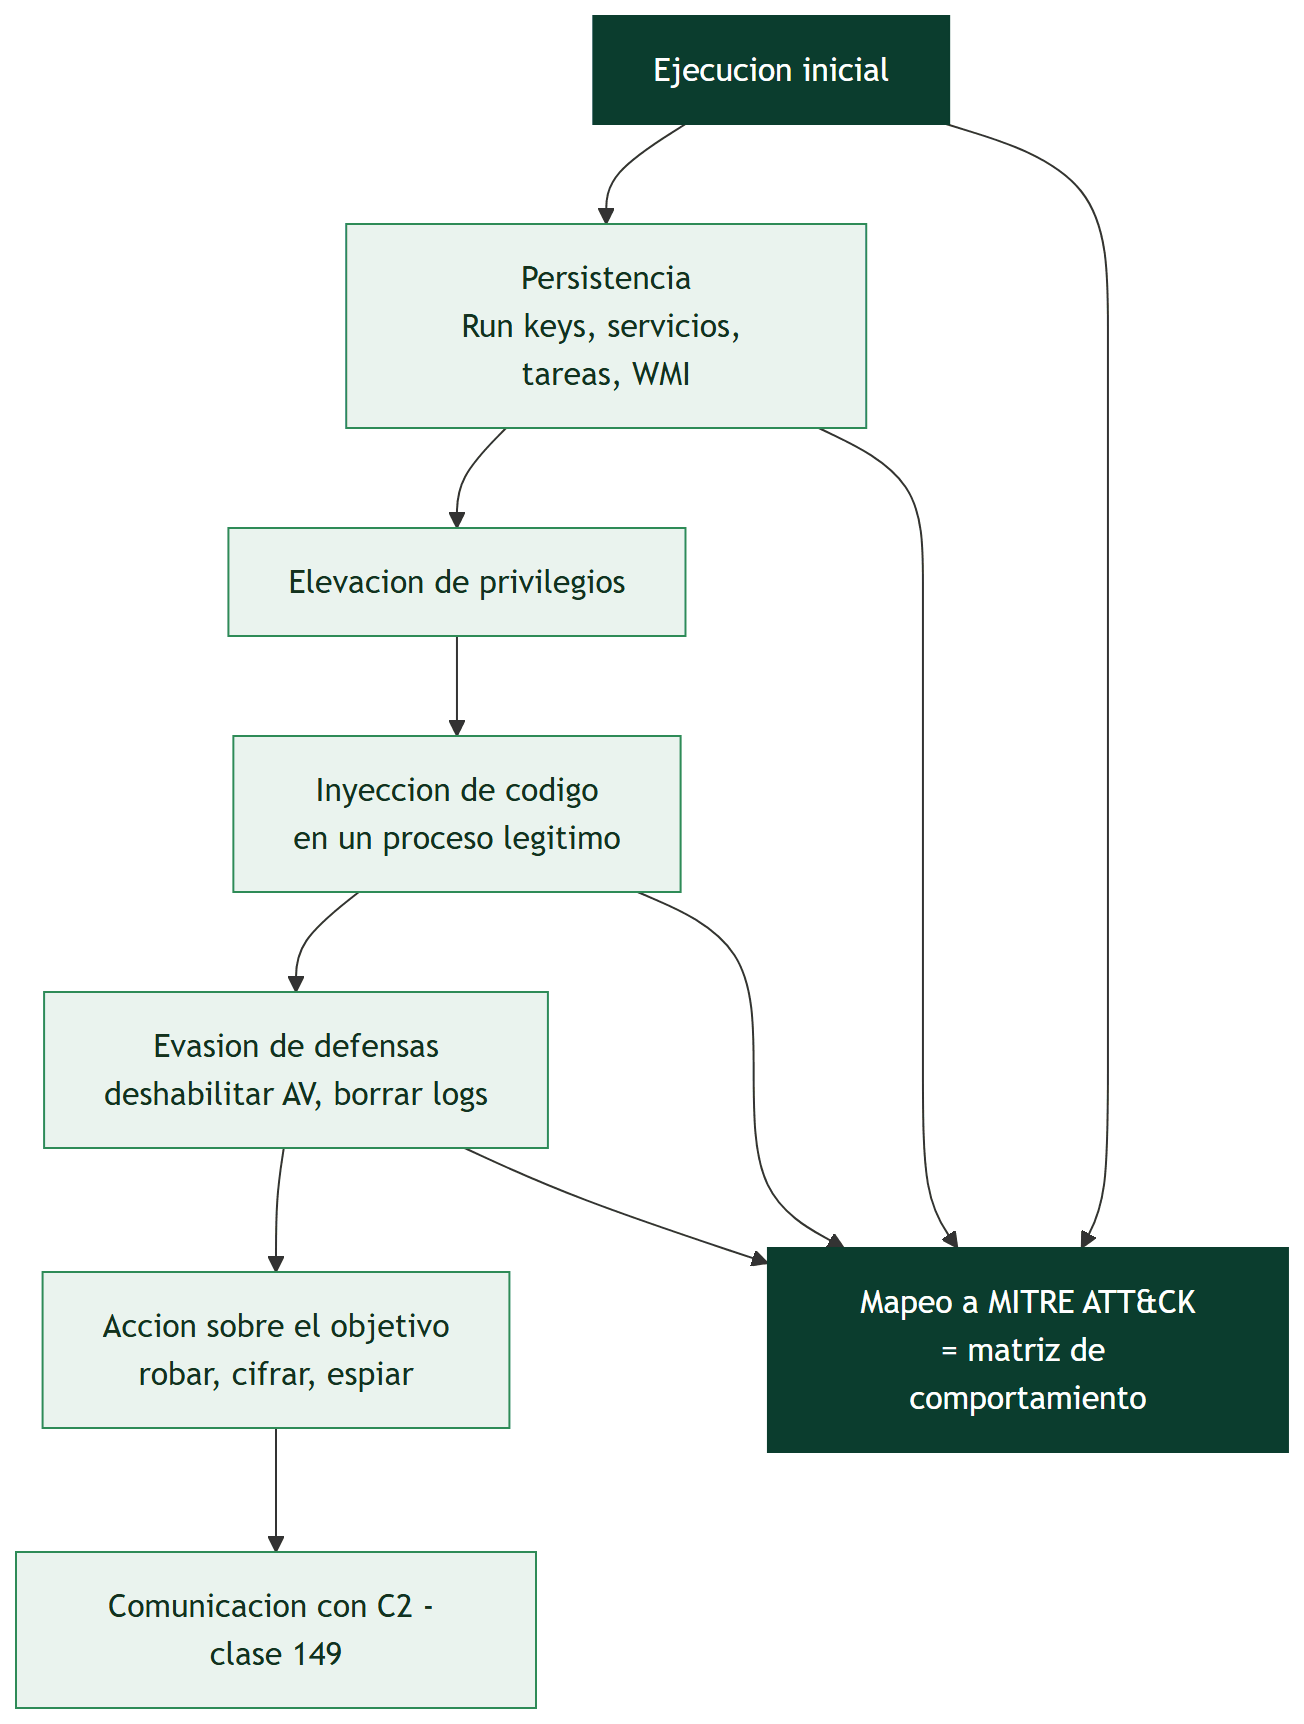 Ejecucion inicial
Persistencia
Run keys, servicios,
tareas, WMI
Elevacion de privilegios
Inyeccion de codigo
en un proceso legitimo
Evasion de defensas
deshabilitar AV, borrar logs
Accion sobre el objetivo
robar, cifrar, espiar
Mapeo a MITRE ATT&CK
= matriz de
comportamiento
Comunicacion con C2 -
clase 149